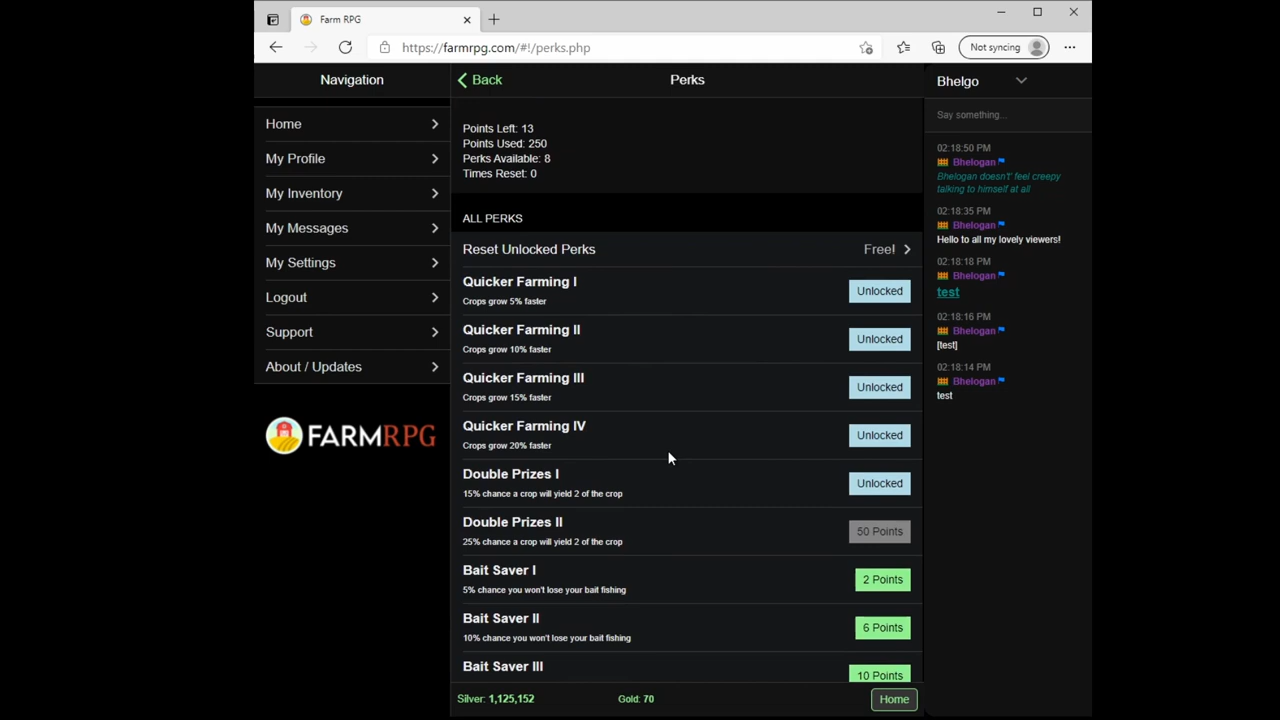 Farm RPG
https://farmrpg.com/#!/perks.php
Not syncing
Navigation
Home
My Profile
My Inventory
My Messages
My Settings
Logout
Support
About / Updates
FARMRPG
Back
Perks
Points Left: 13
Points Used: 250
Perks Available: 8
Times Reset: 0
ALL PERKS
Reset Unlocked Perks Free!
Quicker Farming I
Crops grow 5% faster
Unlocked
Quicker Farming II
Crops grow 10% faster
Unlocked
Quicker Farming III
Crops grow 15% faster
Unlocked
Quicker Farming IV
Crops grow 20% faster
Unlocked
Double Prizes I
15% chance a crop will yield 2 of the crop
Unlocked
Double Prizes II
25% chance a crop will yield 2 of the crop
50 Points
Bait Saver I
5% chance you won't lose your bait fishing
2 Points
Bait Saver II
10% chance you won't lose your bait fishing
6 Points
Bait Saver III
10 Points
Silver: 1,125,152
Gold: 70
Home
Bhelgo
Say something...
02:18:50 PM
Bhelogan
Bhelogan doesn't' feel creepy
talking to himself at all
02:18:35 PM
Bhelogan
Hello to all my lovely viewers!
02:18:18 PM
Bhelogan
test
02:18:16 PM
Bhelogan
[test]
02:18:14 PM
Bhelogan
test